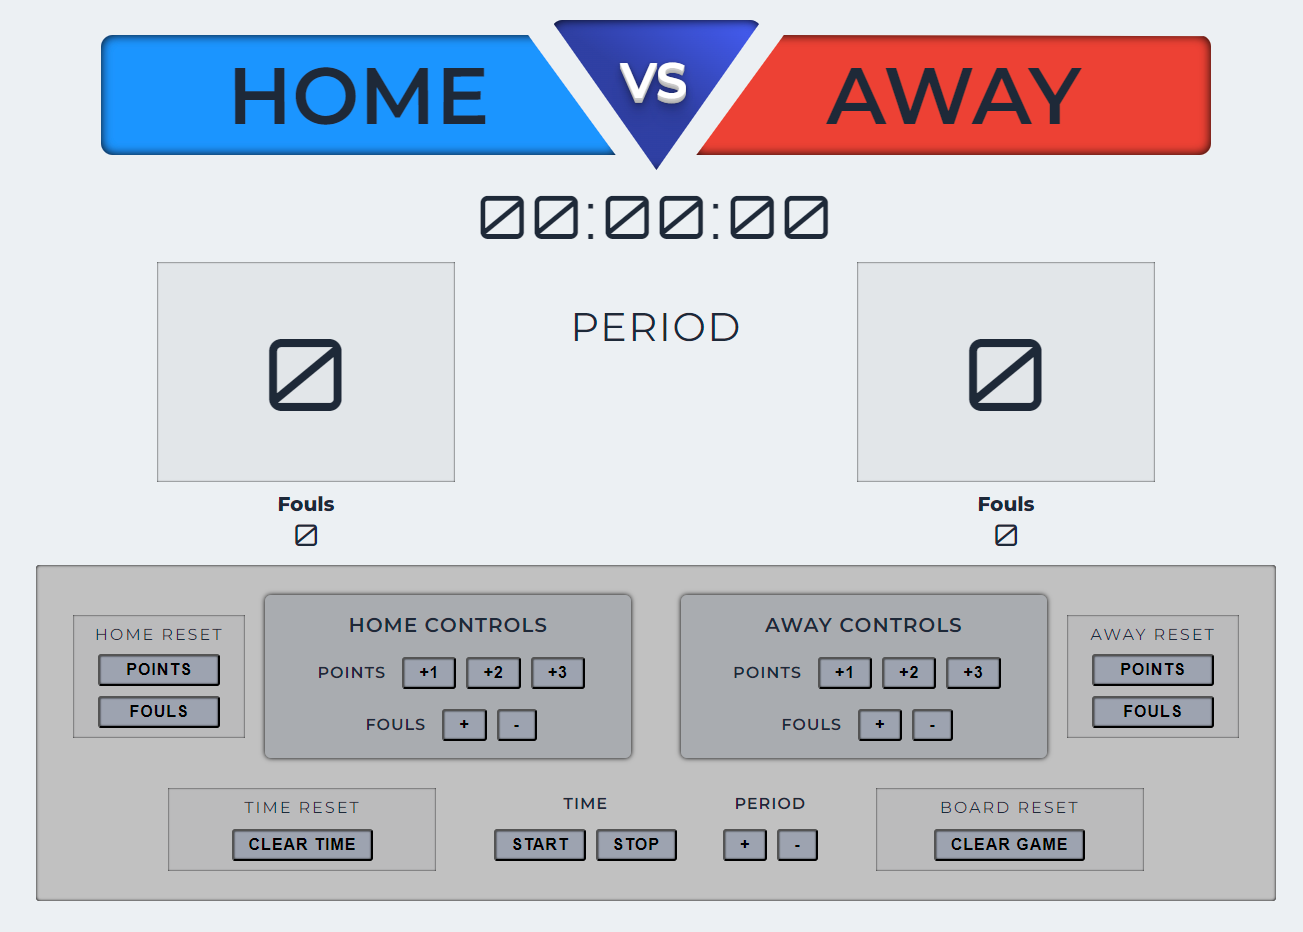 HOME VS AWAY
00:00:00
0 PERIOD 0
Fouls Fouls
0 0
HOME RESET
POINTS
FOULS
HOME CONTROLS
POINTS +1 +2 +3
FOULS + -
AWAY CONTROLS
POINTS +1 +2 +3
FOULS + -
AWAY RESET
POINTS
FOULS
TIME RESET
CLEAR TIME
TIME
START STOP
PERIOD
+ -
BOARD RESET
CLEAR GAME